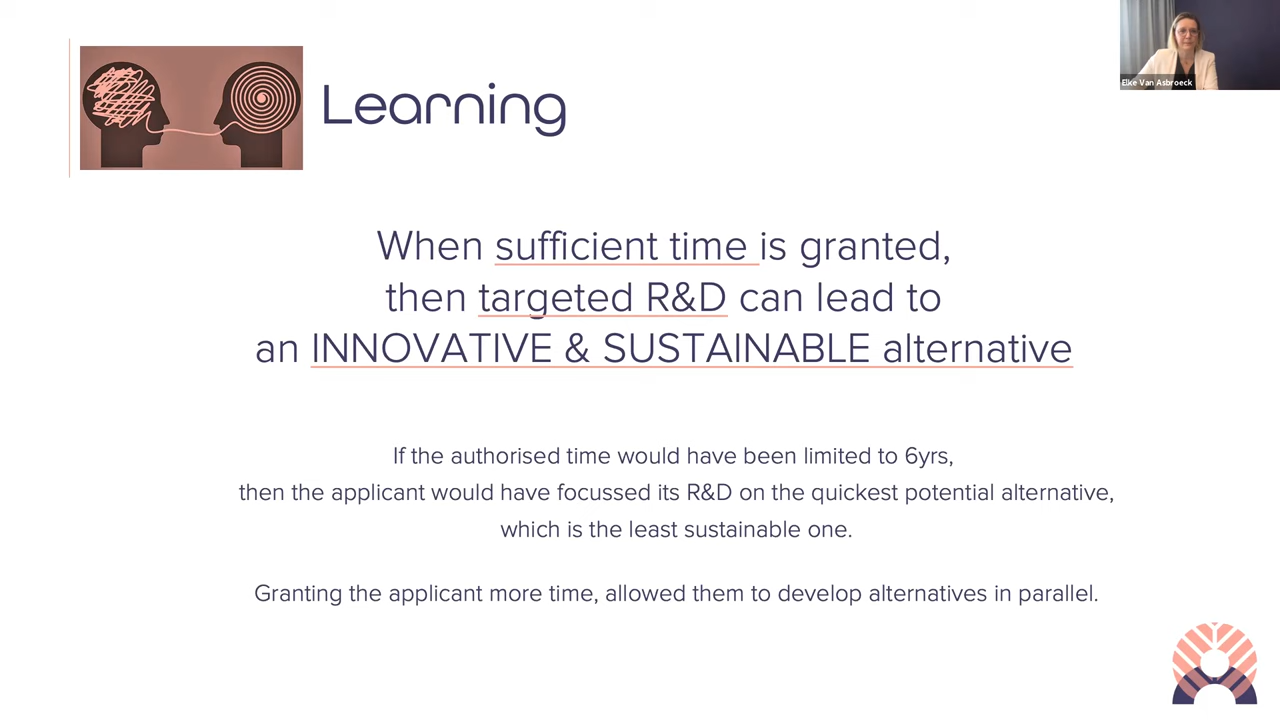 Elke Van Asbroeck
Learning
When sufficient time is granted,
then targeted R&D can lead to
an INNOVATIVE & SUSTAINABLE alternative
If the authorised time would have been limited to 6yrs,
then the applicant would have focussed its R&D on the quickest potential alternative,
which is the least sustainable one.
Granting the applicant more time, allowed them to develop alternatives in parallel.